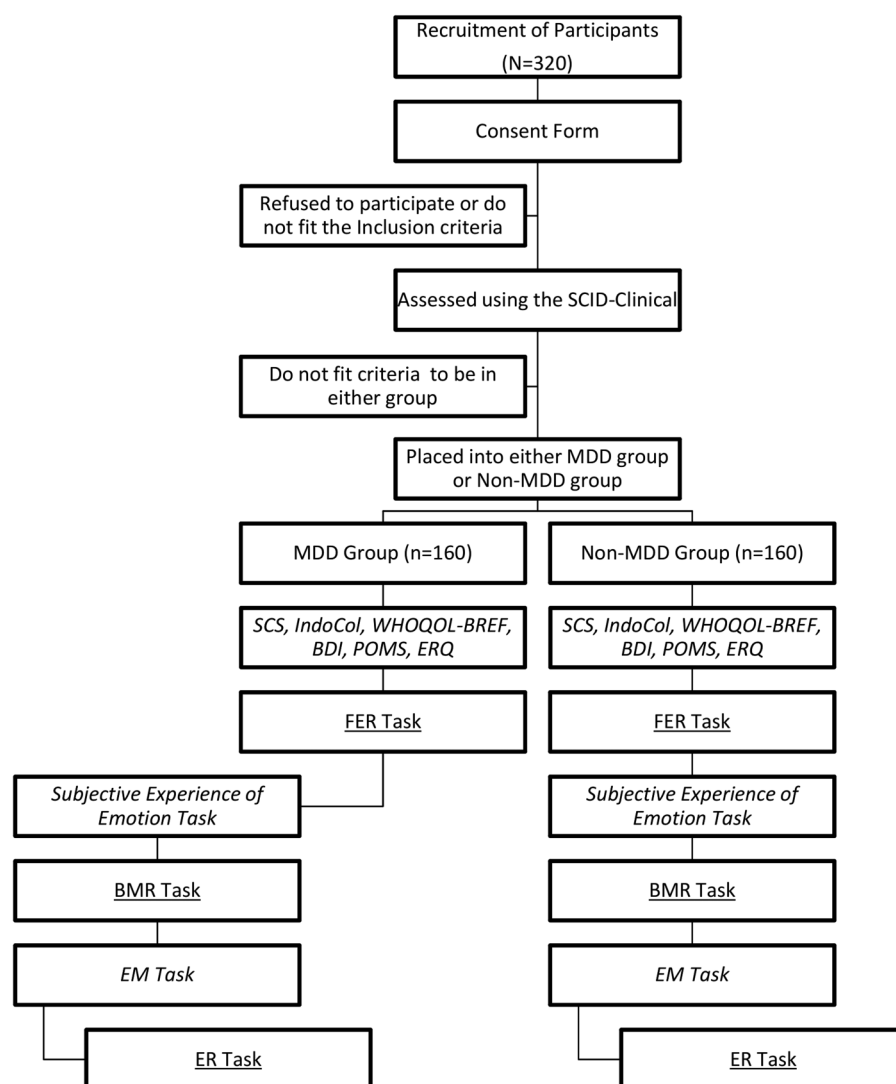 Recruitment of Participants
(N=320)
Consent Form
Refused to participate or do
not fit the Inclusion criteria
Assessed using the SCID-Clinical
Do not fit criteria to be in
either group
Placed into either MDD group
or Non-MDD group
MDD Group (n=160)
Non-MDD Group (n=160)
SCS, IndoCol, WHOQOL-BREF,
BDI, POMS, ERQ
SCS, IndoCol, WHOQOL-BREF,
BDI, POMS, ERQ
FER Task
FER Task
Subjective Experience of
Emotion Task
Subjective Experience of
Emotion Task
BMR Task
BMR Task
EM Task
EM Task
ER Task
ER Task